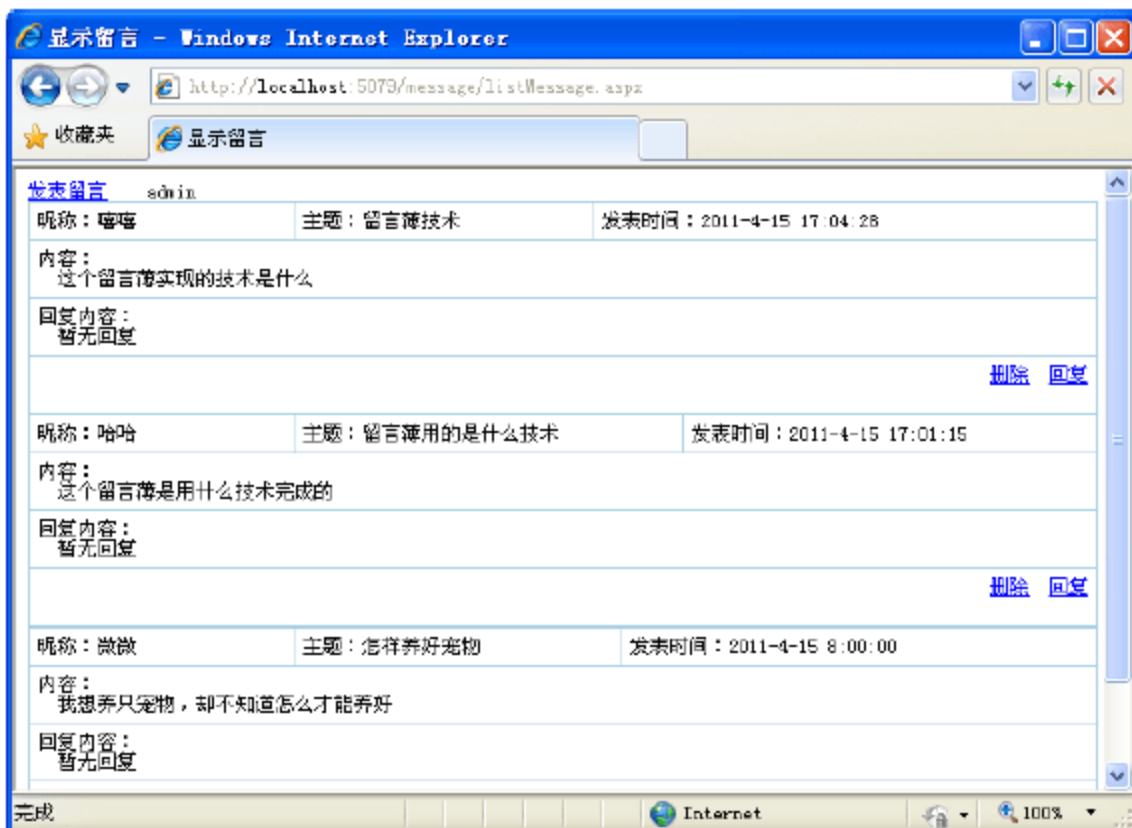 显示留言 - Windows Internet Explorer
http://localhost:5079/message/listMessage.aspx
收藏夹 显示留言
发表留言 admin
昵称：嘻嘻 主题：留言薄技术 发表时间：2011-4-15 17:04:28
内容：
这个留言薄实现的技术是什么
回复内容：
暂无回复
删除 回复
昵称：哈哈 主题：留言薄用的是什么技术 发表时间：2011-4-15 17:01:15
内容：
这个留言薄是用什么技术完成的
回复内容：
暂无回复
删除 回复
昵称：微微 主题：怎样养好宠物 发表时间：2011-4-15 8:00:00
内容：
我想养只宠物，却不知道怎么才能养好
回复内容：
暂无回复
完成 Internet 100%